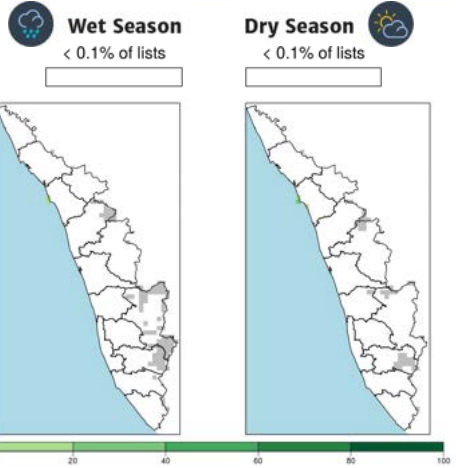 Wet Season
< 0.1% of lists
Dry Season
< 0.1% of lists
20 40 60 80 100